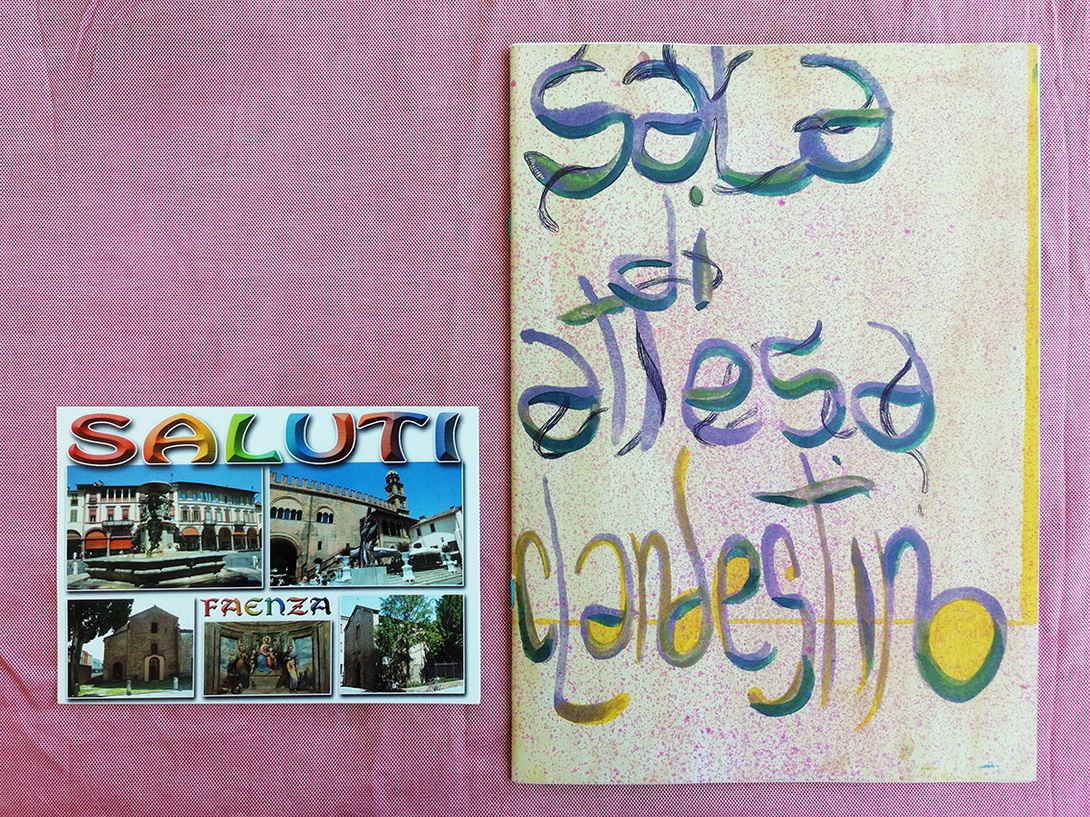 SALUTI
FAENZA
sala
di
attesa
clandestino